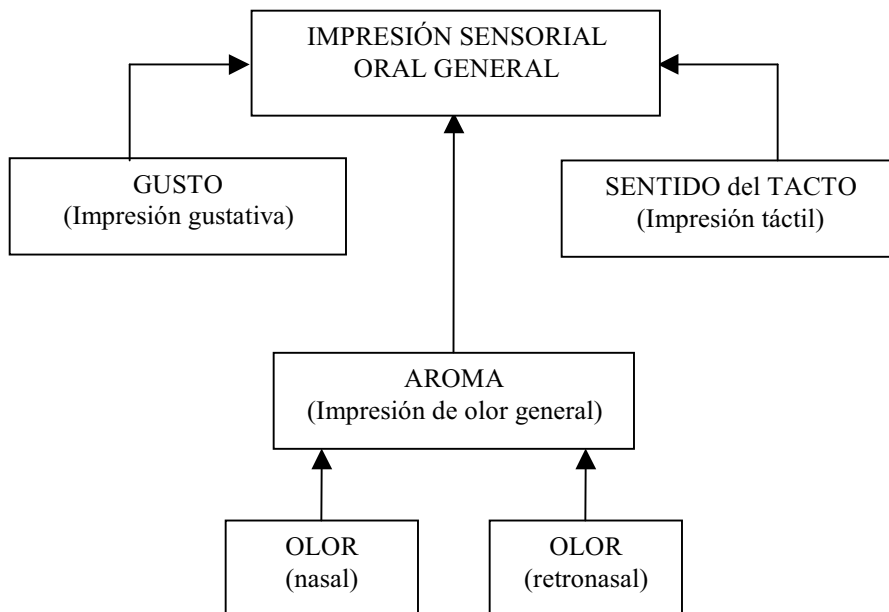 IMPRESIÓN SENSORIAL
ORAL GENERAL
GUSTO
(Impresión gustativa)
SENTIDO del TACTO
(Impresión táctil)
AROMA
(Impresión de olor general)
OLOR
(nasal)
OLOR
(retronasal)